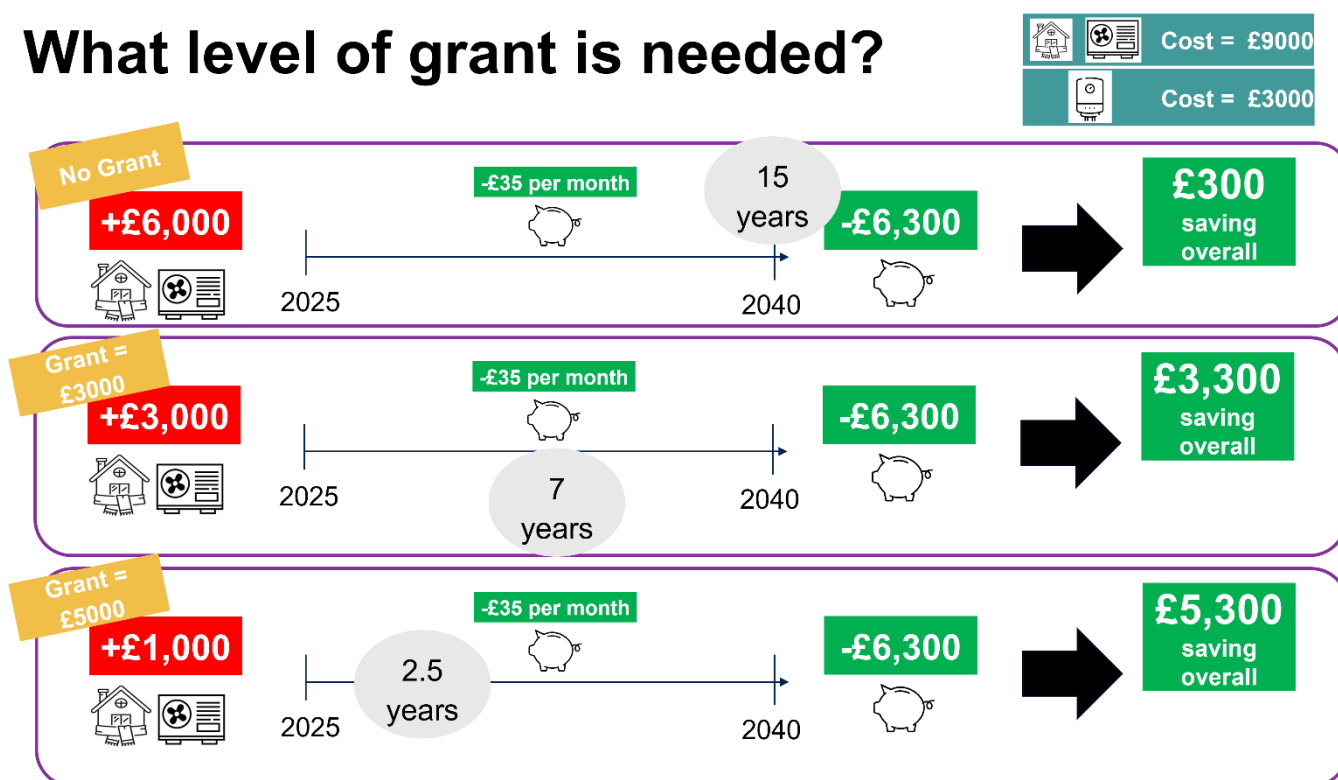 What level of grant is needed?
Cost = £9000
Cost = £3000
No Grant
+£6,000
-£35 per month
15
years
-£6,300
£300
saving
overall
2025
2040
Grant =
£3000
+£3,000
-£35 per month
-£6,300
£3,300
saving
overall
2025
7
years
2040
Grant =
£5000
+£1,000
-£35 per month
2.5
years
-£6,300
£5,300
saving
overall
2025
2040